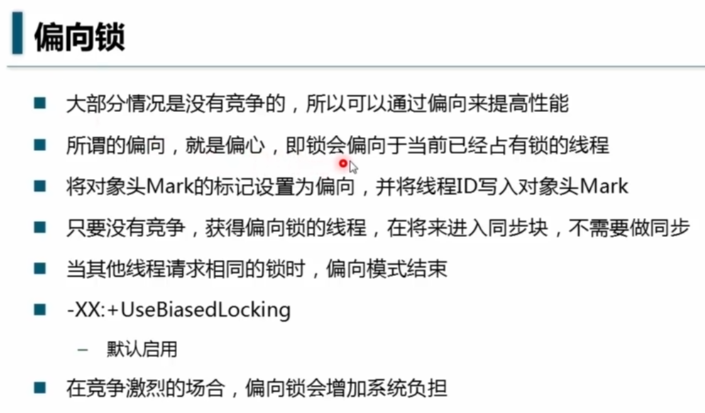 偏向锁
大部分情况是没有竞争的，所以可以通过偏向来提高性能
所谓的偏向，就是偏心，即锁会偏向于当前已经占有锁的线程
将对象头Mark的标记设置为偏向，并将线程ID写入对象头Mark
只要没有竞争，获得偏向锁的线程，在将来进入同步块，不需要做同步
当其他线程请求相同的锁时，偏向模式结束
-XX:+UseBiasedLocking
– 默认启用
在竞争激烈的场合，偏向锁会增加系统负担